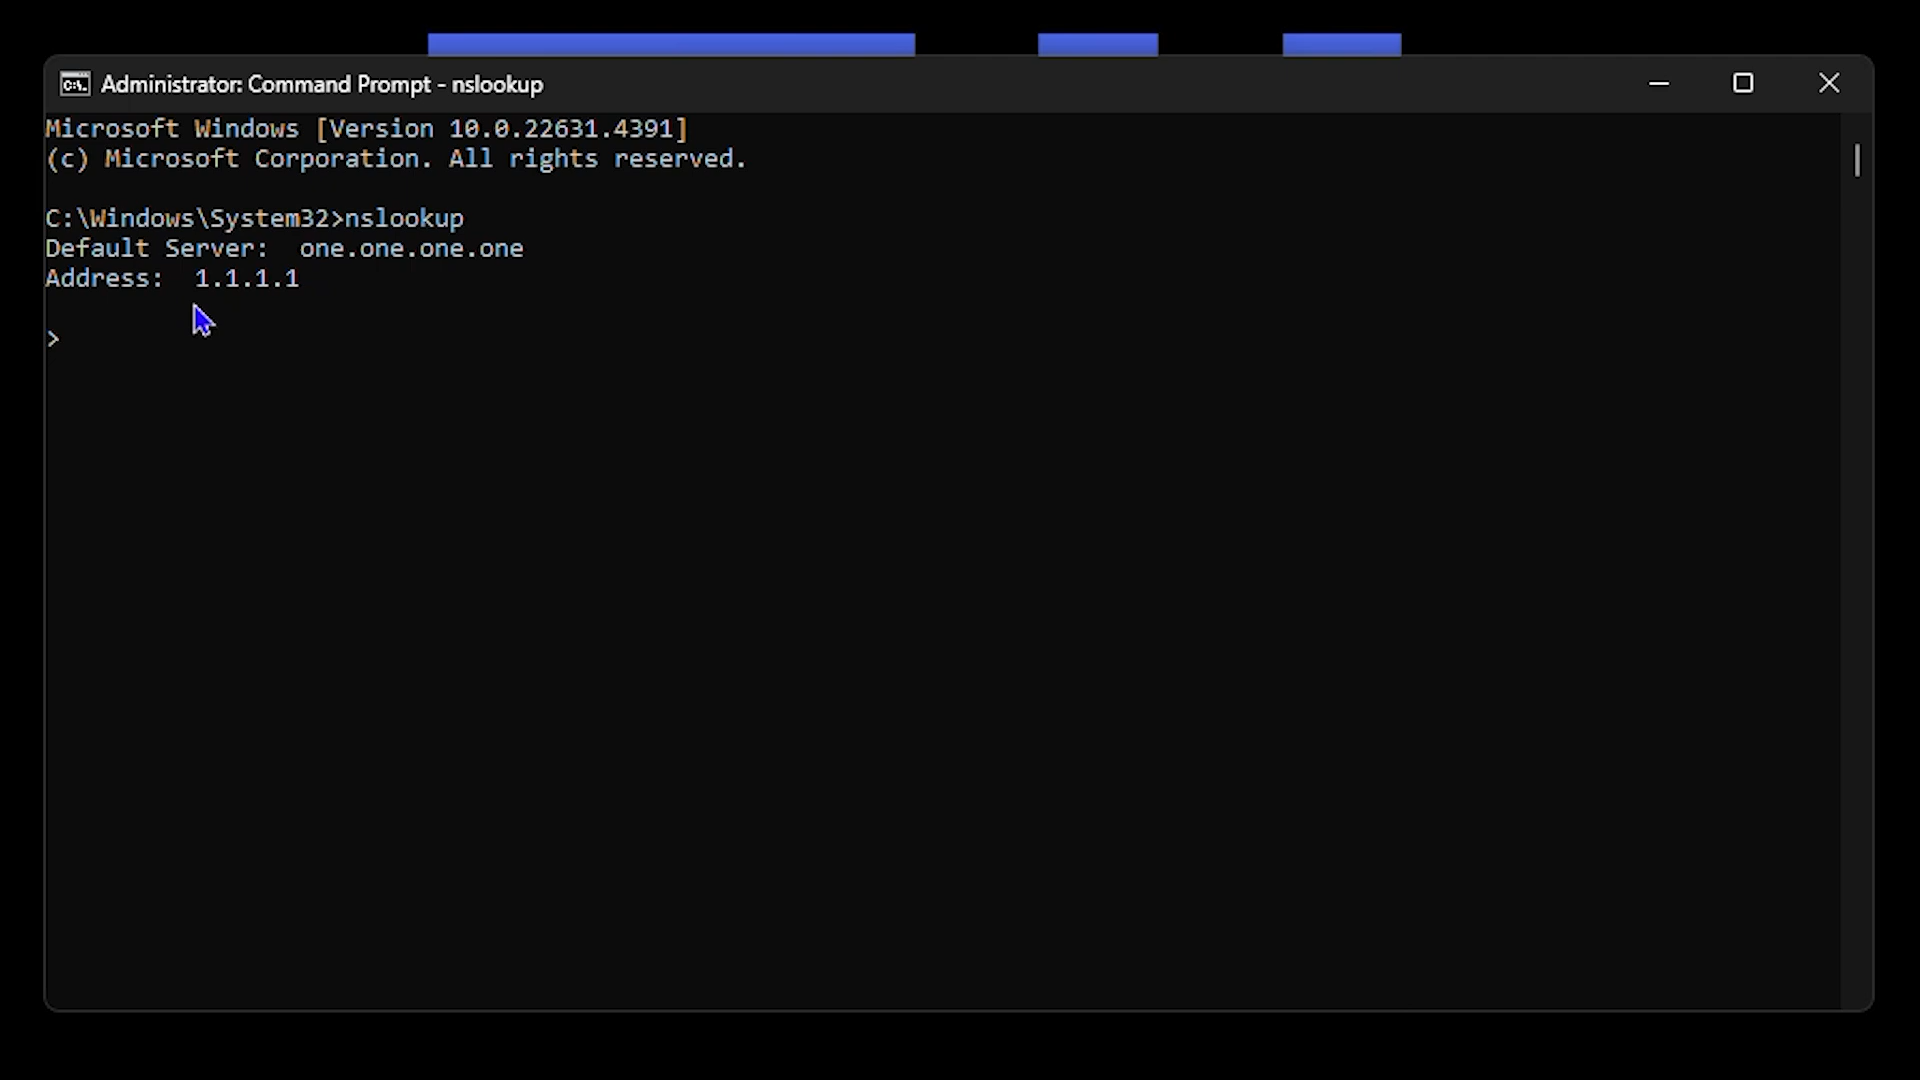 Administrator: Command Prompt - nslookup
Microsoft Windows [Version 10.0.22631.4391]
(c) Microsoft Corporation. All rights reserved.
C:\Windows\System32>nslookup
Default Server:  one.one.one.one
Address:  1.1.1.1
>